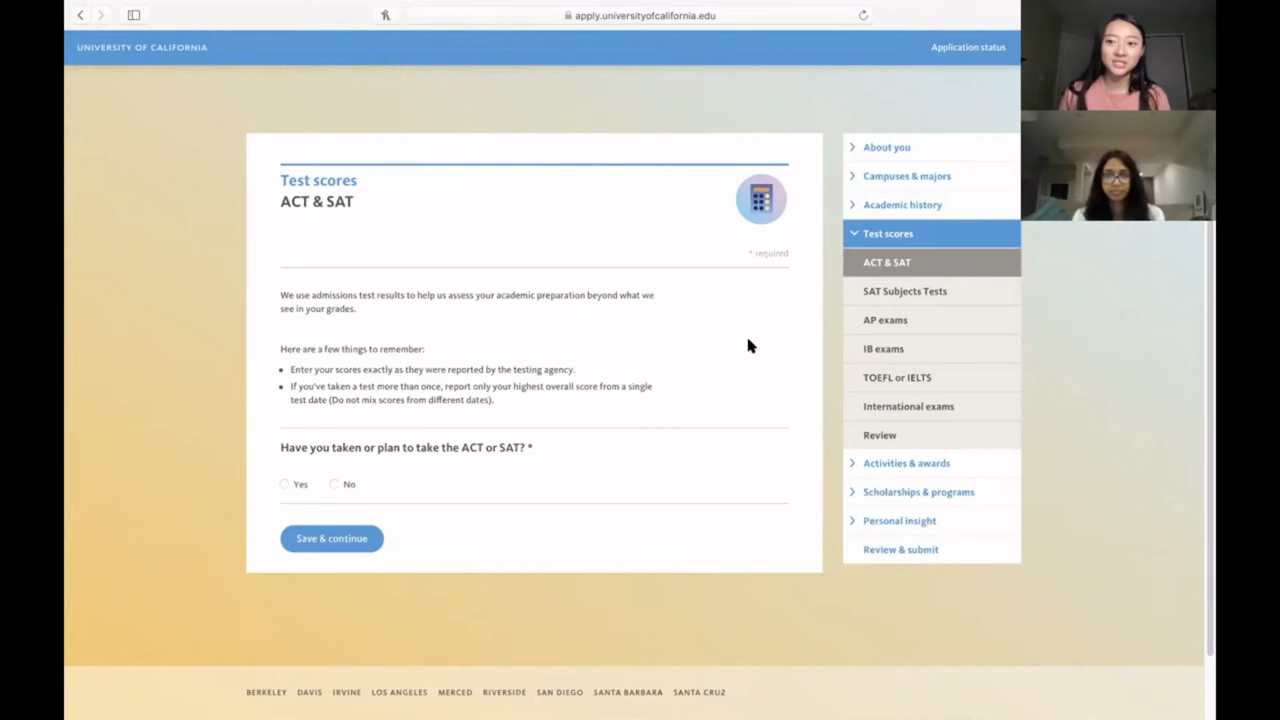 apply.universityofcalifornia.edu
UNIVERSITY OF CALIFORNIA
Application status
Test scores
ACT & SAT
* required
We use admissions test results to help us assess your academic preparation beyond what we
see in your grades.
Here are a few things to remember:
Enter your scores exactly as they were reported by the testing agency.
If you've taken a test more than once, report only your highest overall score from a single
test date (Do not mix scores from different dates).
Have you taken or plan to take the ACT or SAT? *
Yes No
Save & continue
About you
Campuses & majors
Academic history
Test scores
ACT & SAT
SAT Subjects Tests
AP exams
IB exams
TOEFL or IELTS
International exams
Review
Activities & awards
Scholarships & programs
Personal insight
Review & submit
BERKELEY DAVIS IRVINE LOS ANGELES MERCED RIVERSIDE SAN DIEGO SANTA BARBARA SANTA CRUZ